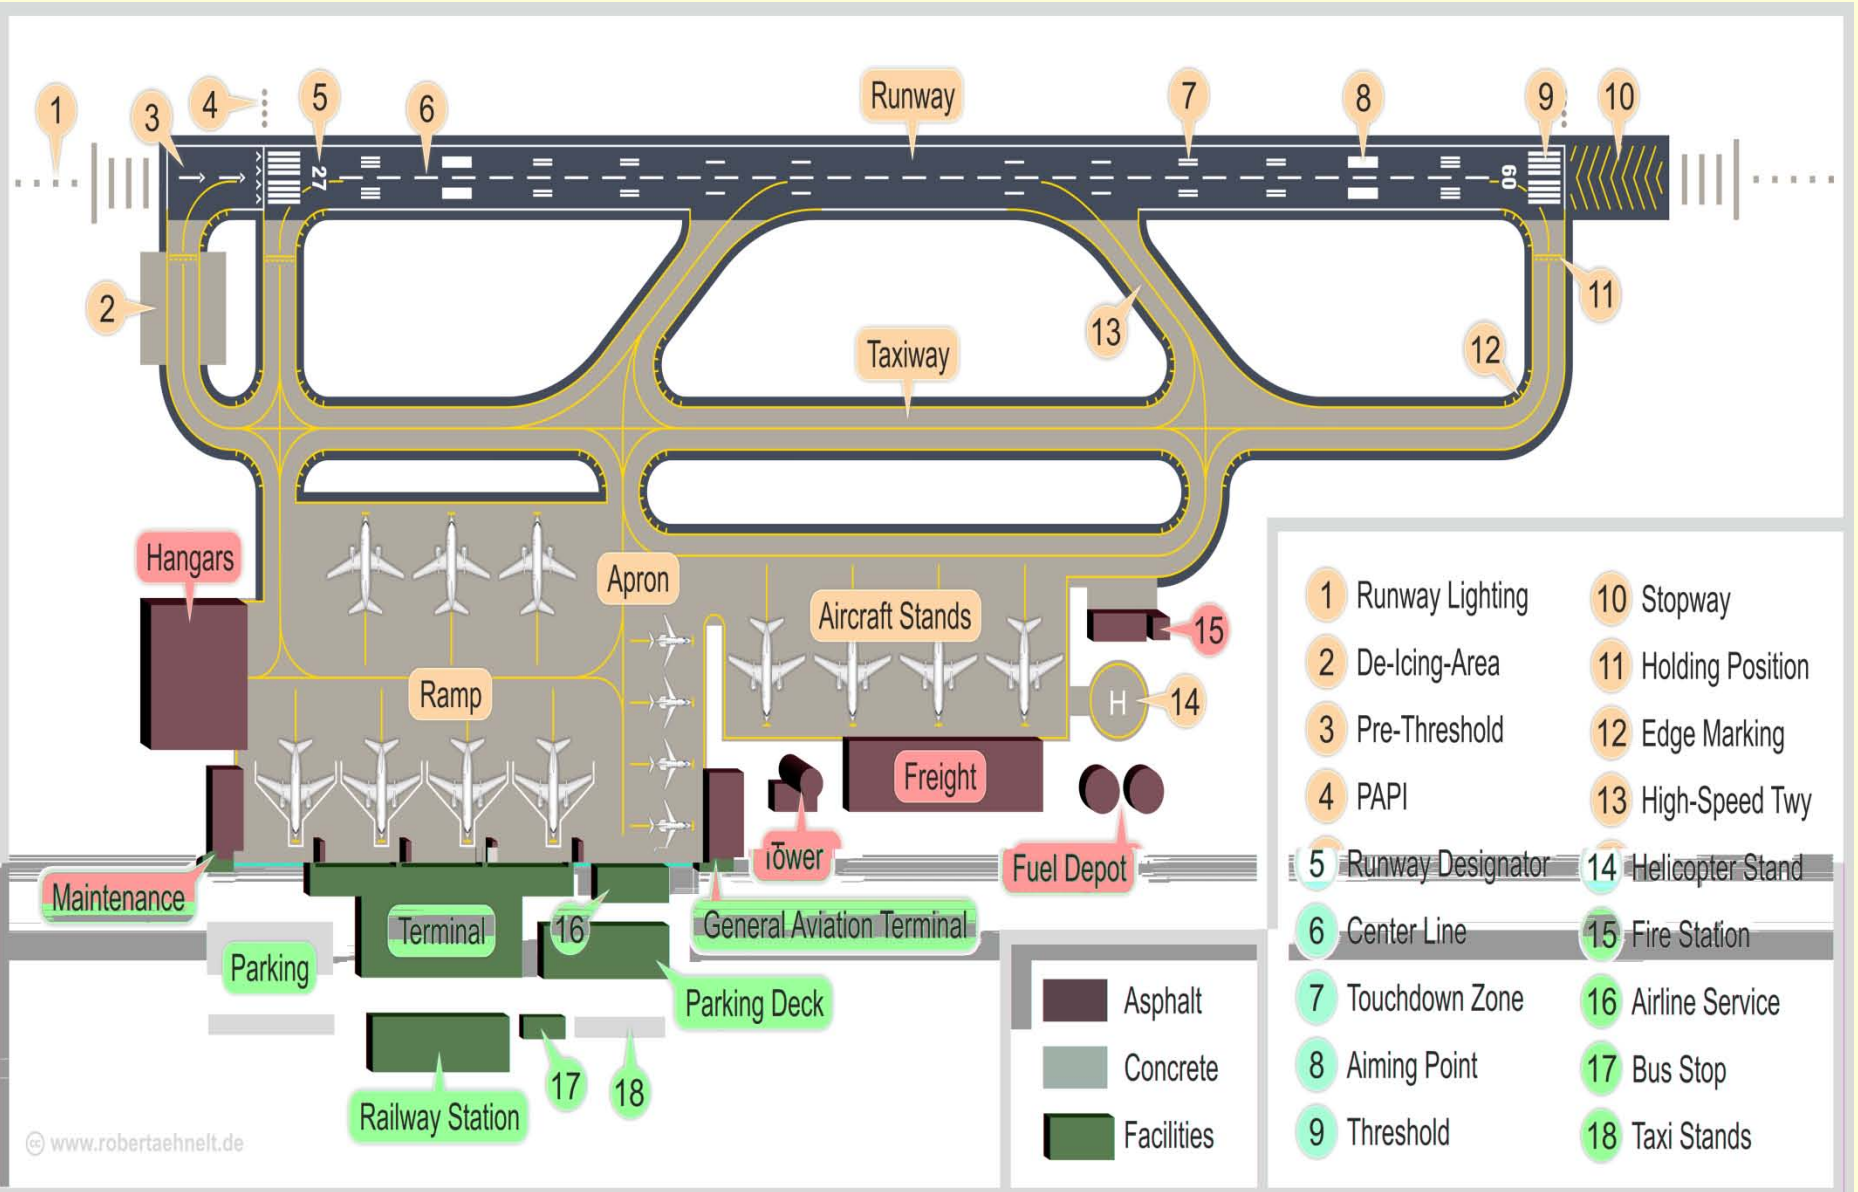 1
3
4
5
6
Runway
7
8
9
10
27
09
2
11
13
12
Taxiway
Hangars
Apron
Aircraft Stands
15
Ramp
H
14
Freight
Tower
Fuel Depot
Maintenance
Terminal
16
General Aviation Terminal
Parking
Parking Deck
17
18
Railway Station
Asphalt
Concrete
Facilities
1 Runway Lighting
2 De-Icing-Area
3 Pre-Threshold
4 PAPI
5 Runway Designator
6 Center Line
7 Touchdown Zone
8 Aiming Point
9 Threshold
10 Stopway
11 Holding Position
12 Edge Marking
13 High-Speed Twy
14 Helicopter Stand
15 Fire Station
16 Airline Service
17 Bus Stop
18 Taxi Stands
cc www.robertaehnelt.de